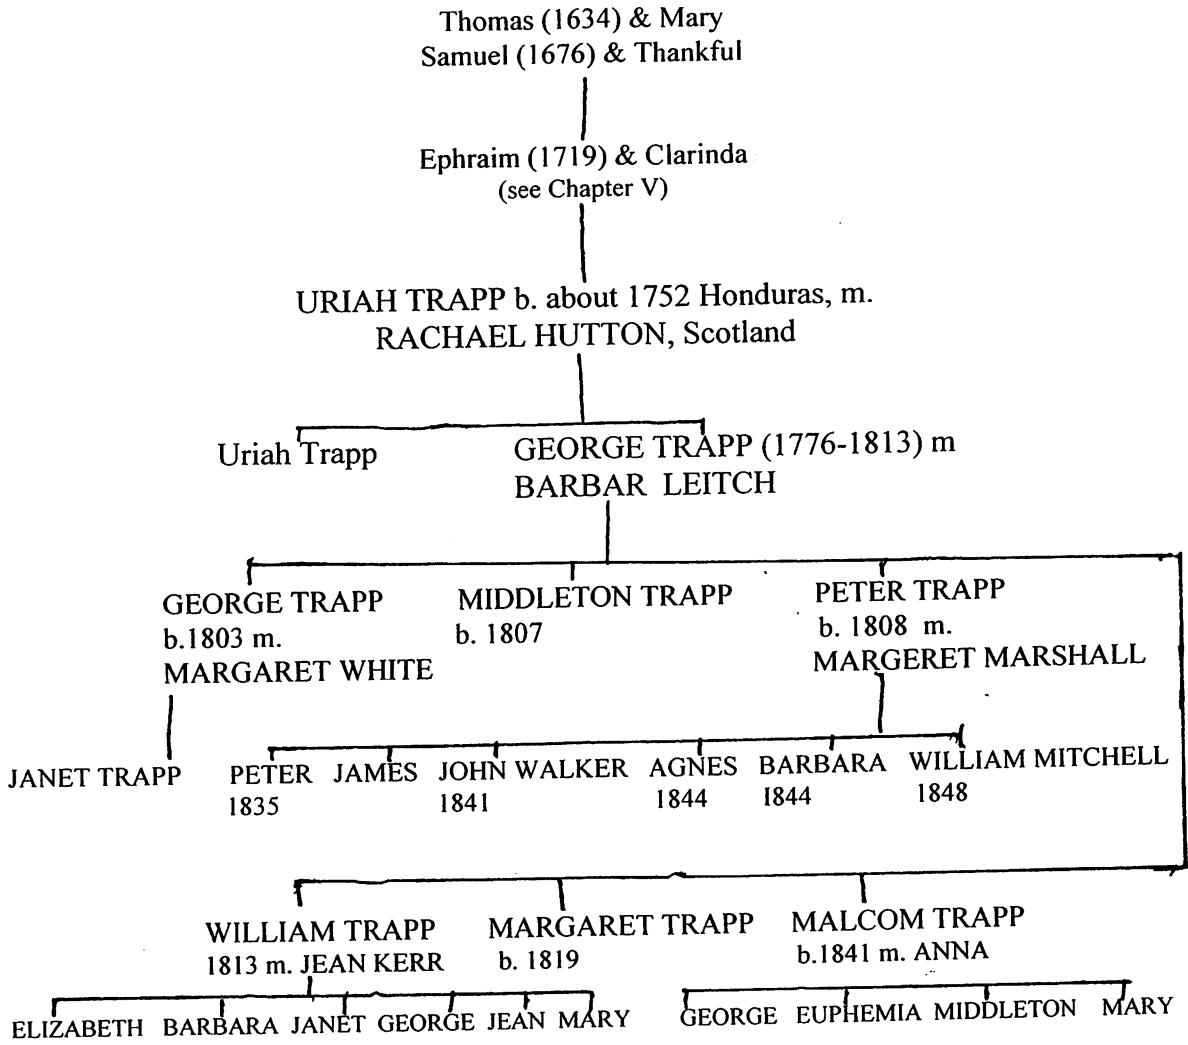 Thomas (1634) & Mary
Samuel (1676) & Thankful
Ephraim (1719) & Clarinda
(see Chapter V)
URIAH TRAPP b. about 1752 Honduras, m.
RACHAEL HUTTON, Scotland
Uriah Trapp GEORGE TRAPP (1776-1813) m
BARBAR LEITCH
GEORGE TRAPP MIDDLETON TRAPP PETER TRAPP
b.1803 m. b. 1807 b. 1808 m.
MARGARET WHITE MARGERET MARSHALL
JANET TRAPP PETER JAMES JOHN WALKER AGNES BARBARA WILLIAM MITCHELL
1835 1841 1844 1844 1848
WILLIAM TRAPP MARGARET TRAPP MALCOM TRAPP
1813 m. JEAN KERR b. 1819 b.1841 m. ANNA
ELIZABETH BARBARA JANET GEORGE JEAN MARY GEORGE EUPHEMIA MIDDLETON MARY